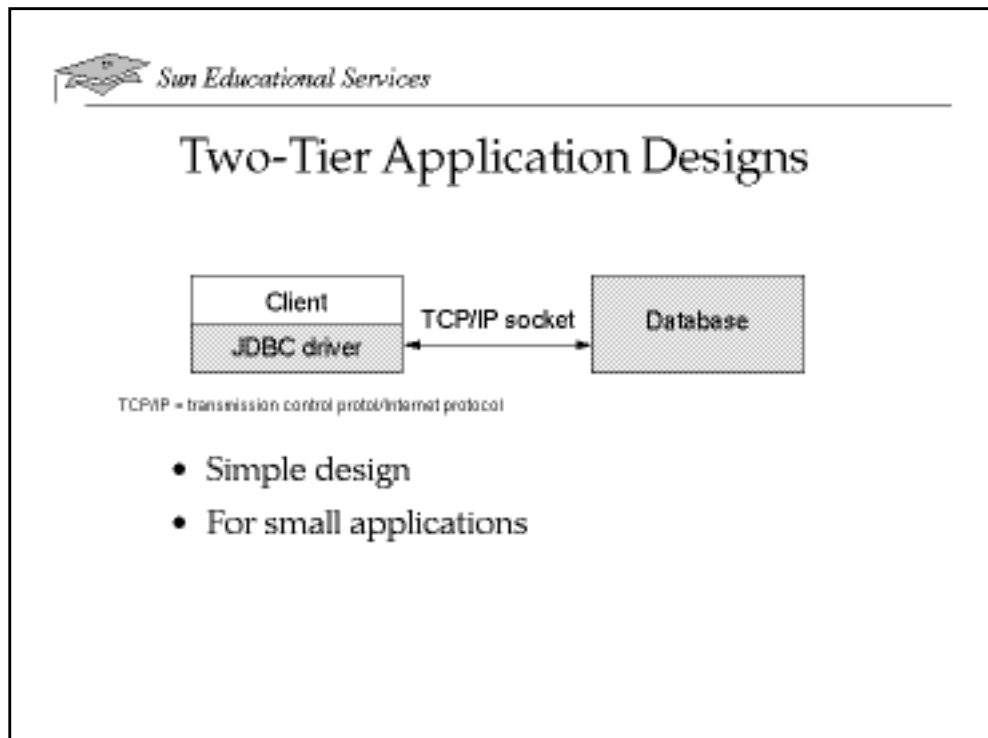 Sun Educational Services
Two-Tier Application Designs
Client
JDBC driver
TCP/IP socket
Database
TCP/IP = transmission control protol/Internet protocol
• Simple design
• For small applications